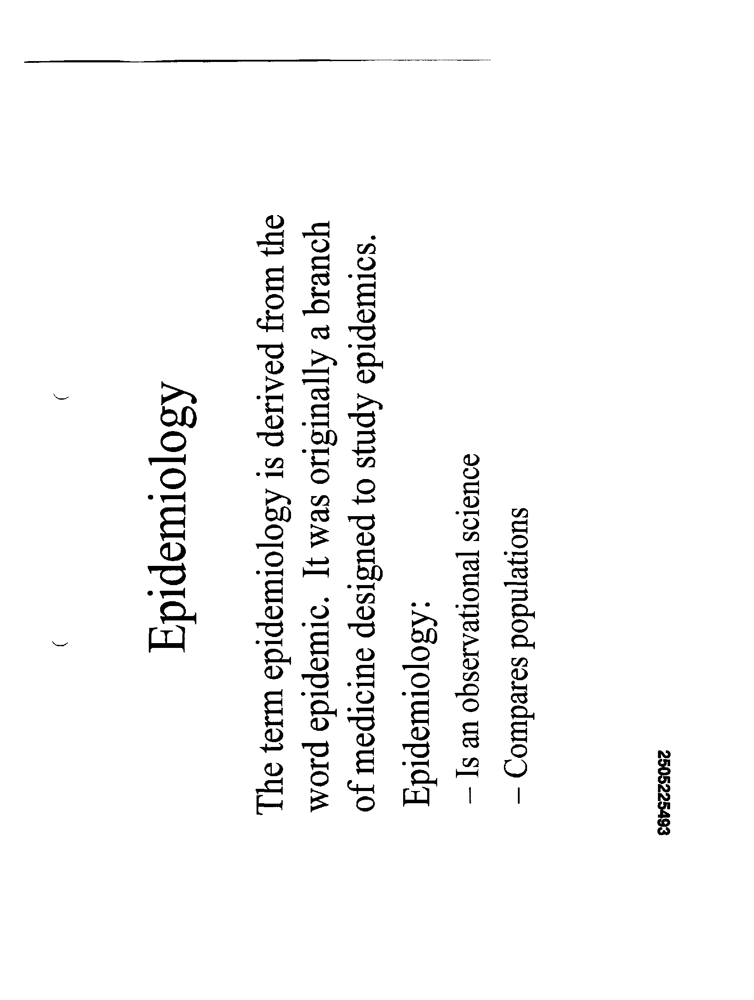 Epidemiology
The term epidemiology is derived from the
word epidemic. It was originally a branch
of medicine designed to study epidemics.
Epidemiology:
– Is an observational science
– Compares populations
2505225493